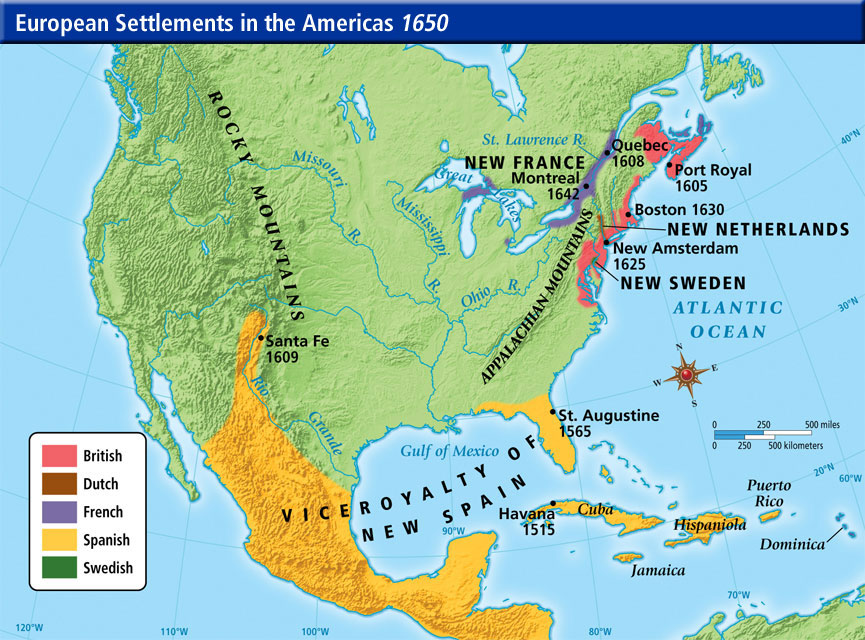 European Settlements in the Americas 1650
ROCKY MOUNTAINS
Missouri
R.
Mississippi
R.
St. Lawrence R.
NEW FRANCE
Great
Lakes
Quebec
1608
Montreal
1642
Port Royal
1605
Boston 1630
NEW NETHERLANDS
New Amsterdam
1625
NEW SWEDEN
Ohio R.
APPALACHIAN MOUNTAINS
ATLANTIC
OCEAN
40°N
30°N
N
W
E
S
Santa Fe
1609
Rio
Grande
St. Augustine
1565
Gulf of Mexico
0 250 500 miles
0 250 500 kilometers
VICEROYALTY OF
NEW SPAIN
20°N
60°W
Havana
1515
Cuba
Hispaniola
Puerto
Rico
Dominica
Jamaica
90°W
British
Dutch
French
Spanish
Swedish
120°W
110°W
100°W
80°W
70°W